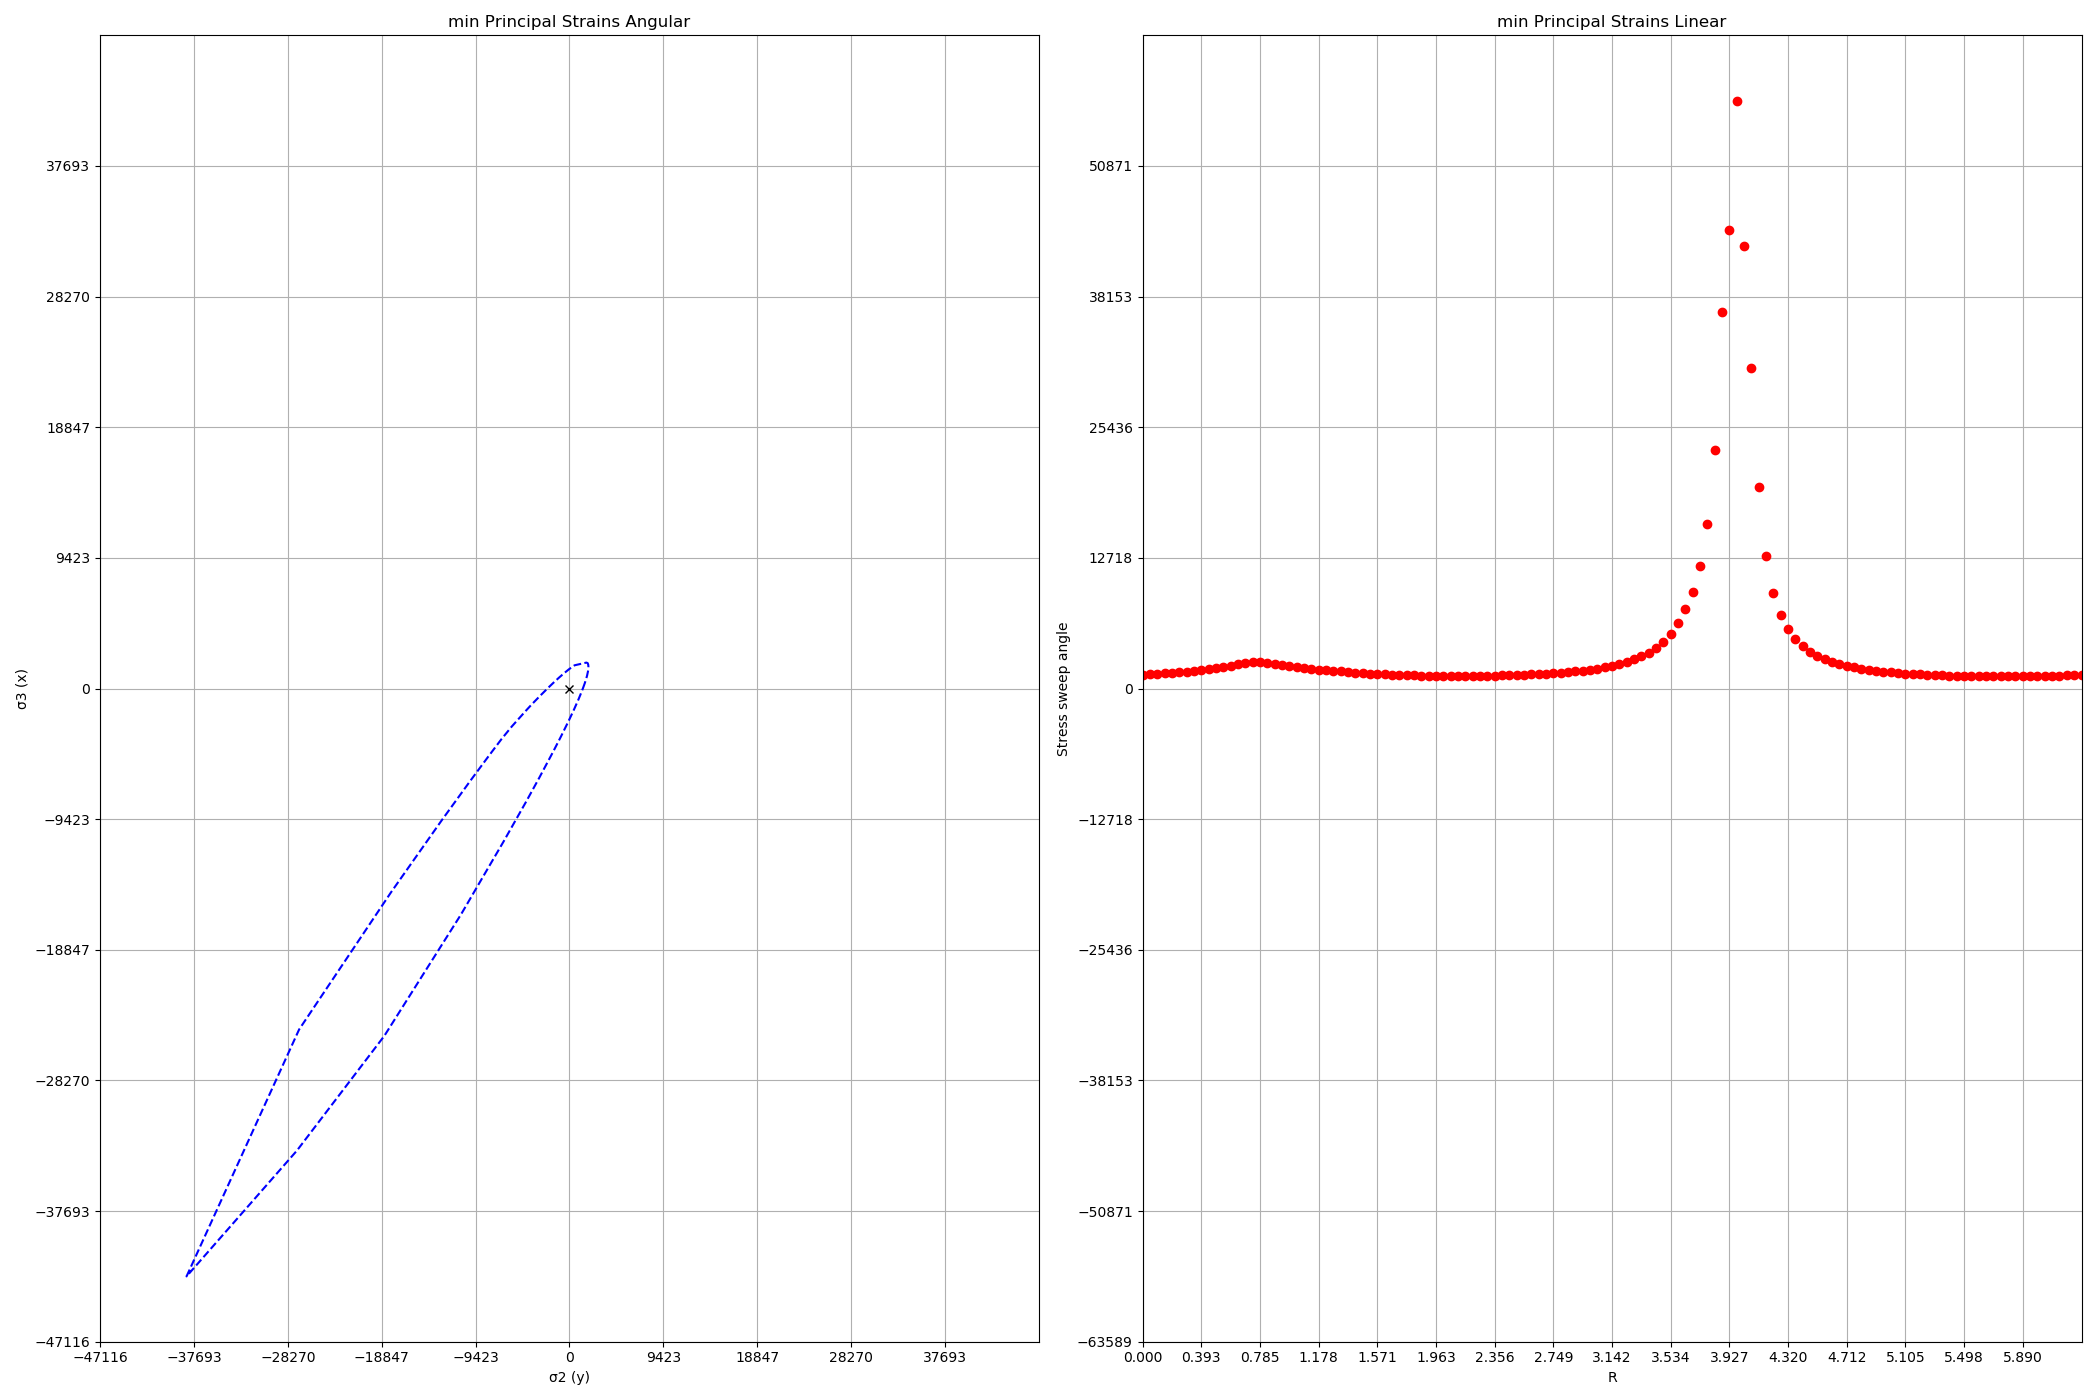 min Principal Strains Angular
37693
28270
18847
9423
0
−9423
−18847
−28270
−37693
−47116
σ3 (x)
−47116 −37693 −28270 −18847 −9423 0 9423 18847 28270 37693
σ2 (y)
min Principal Strains Linear
50871
38153
25436
12718
0
−12718
−25436
−38153
−50871
−63589
Stress sweep angle
0.000 0.393 0.785 1.178 1.571 1.963 2.356 2.749 3.142 3.534 3.927 4.320 4.712 5.105 5.498 5.890
R